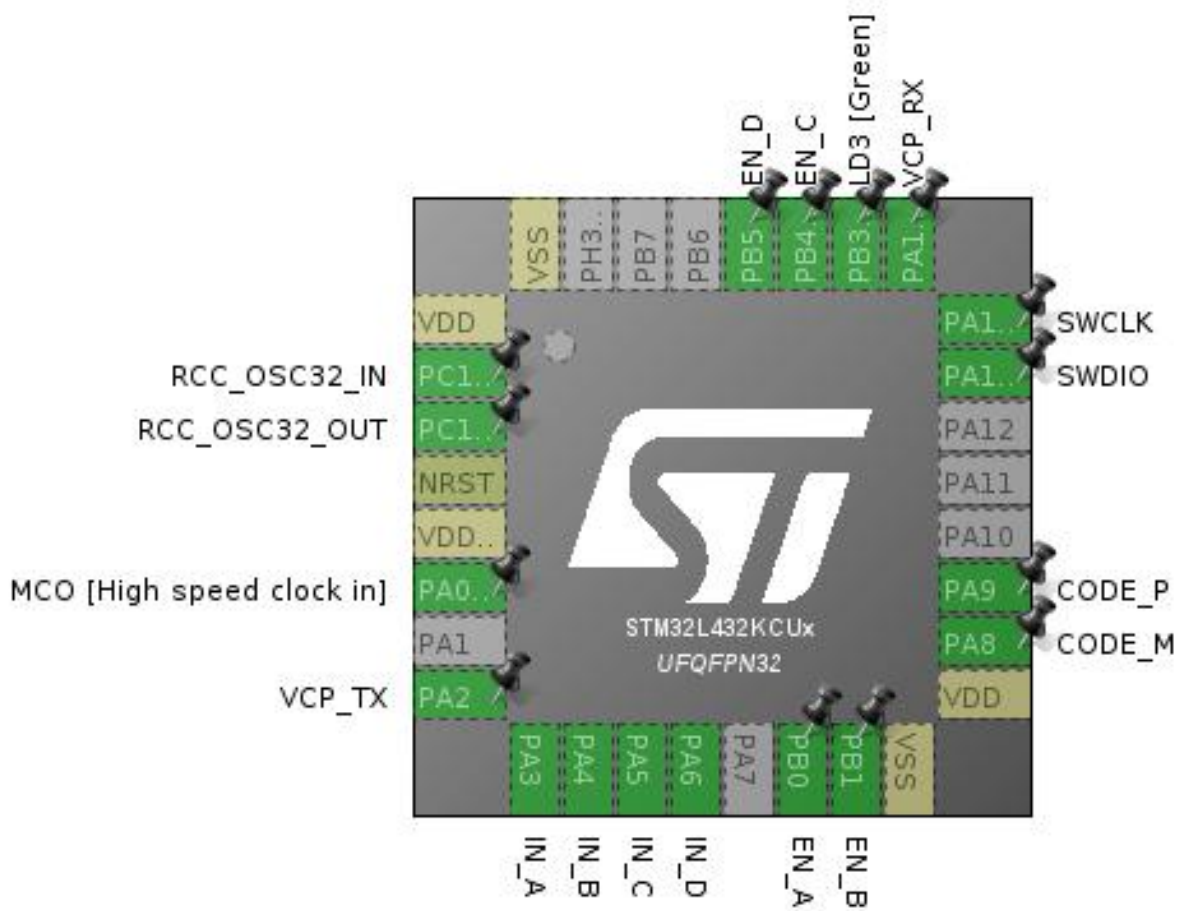 EN_D
EN_C
LD3 [Green]
VCP_RX
VSS
PH3..
PB7
PB6
PB5
PB4..
PB3..
PA1..
VDD
PA1..
SWCLK
RCC_OSC32_IN
PC1..
PA1..
SWDIO
RCC_OSC32_OUT
PC1..
PA12
NRST
PA11
VDD..
PA10
MCO [High speed clock in]
PA0..
PA9
CODE_P
PA1
PA8
CODE_M
VCP_TX
PA2
VDD
ST
STM32L432KCUx
UFQFPN32
PA3
PA4
PA5
PA6
PA7
PB0
PB1
VSS
IN_A
IN_B
IN_C
IN_D
EN_A
EN_B